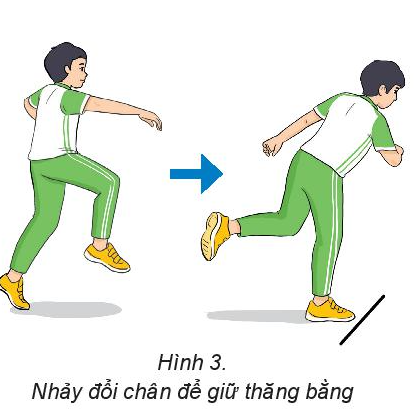 Hình 3.
Nhảy đổi chân để giữ thăng bằng